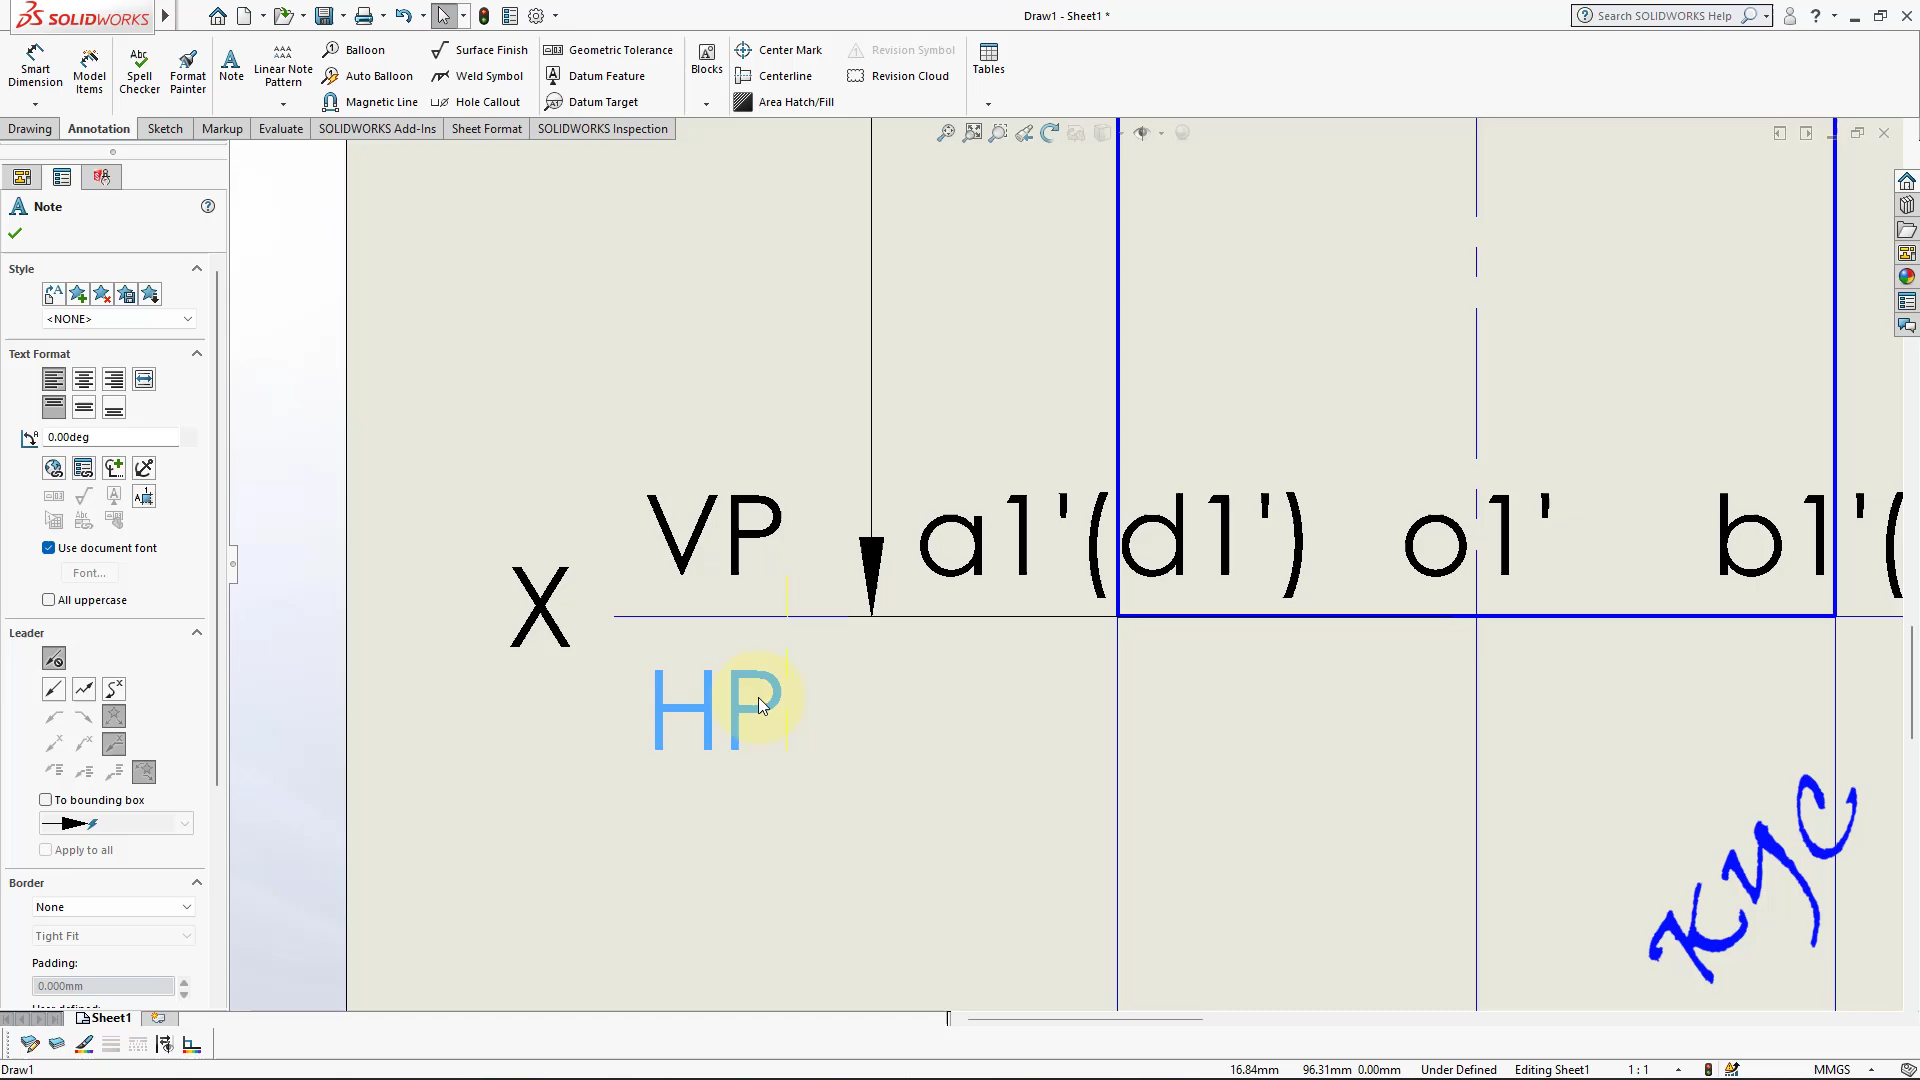 SOLIDWORKS
Draw1 - Sheet1 *
Search SOLIDWORKS Help
?
Smart Dimension
Model Items
Abc
Spell Checker
Format Painter
A
Note
AAA
AAA
Linear Note Pattern
Balloon
Auto Balloon
Magnetic Line
Surface Finish
Weld Symbol
Hole Callout
Geometric Tolerance
Datum Feature
Datum Target
Blocks
Center Mark
Centerline
Area Hatch/Fill
Revision Symbol
Revision Cloud
Tables
Drawing
Annotation
Sketch
Markup
Evaluate
SOLIDWORKS Add-Ins
Sheet Format
SOLIDWORKS Inspection
Note
Style
<NONE>
Text Format
0.00deg
Use document font
Font...
All uppercase
Leader
To bounding box
Apply to all
Border
None
Tight Fit
Padding:
0.000mm
VP
a1'(d1')
o1'
b1'(
X
HP
KYC
Sheet1
Draw1
16.84mm
96.31mm
0.00mm
Under Defined
Editing Sheet1
1 : 1
MMGS